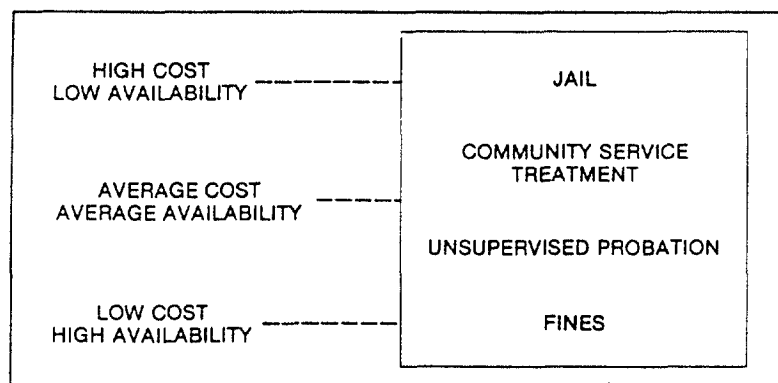 HIGH COST
LOW AVAILABILITY
JAIL
COMMUNITY SERVICE
TREATMENT
AVERAGE COST
AVERAGE AVAILABILITY
UNSUPERVISED PROBATION
LOW COST
HIGH AVAILABILITY
FINES